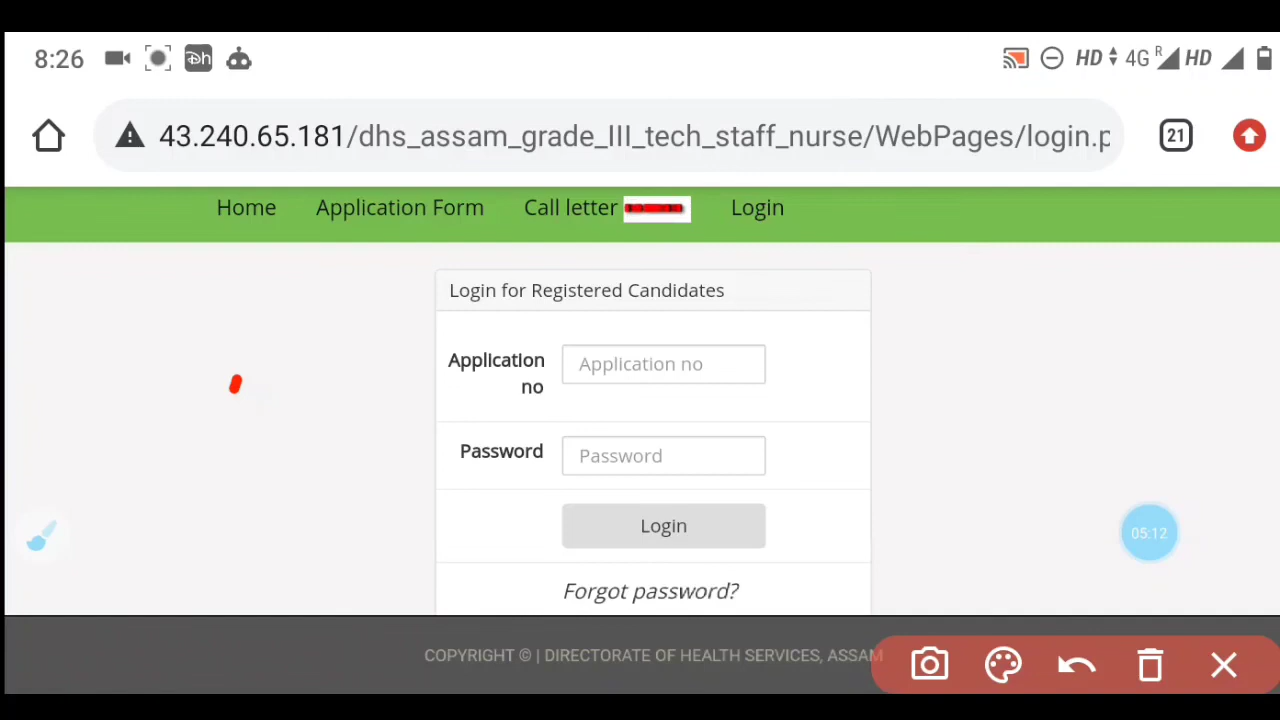 8:26 Dh HD 4G R HD
43.240.65.181/dhs_assam_grade_III_tech_staff_nurse/WebPages/login.p 21
Home Application Form Call letter Login
Login for Registered Candidates
Application no Application no
Password Password
Login
05:12
Forgot password?
COPYRIGHT © | DIRECTORATE OF HEALTH SERVICES, ASSAM